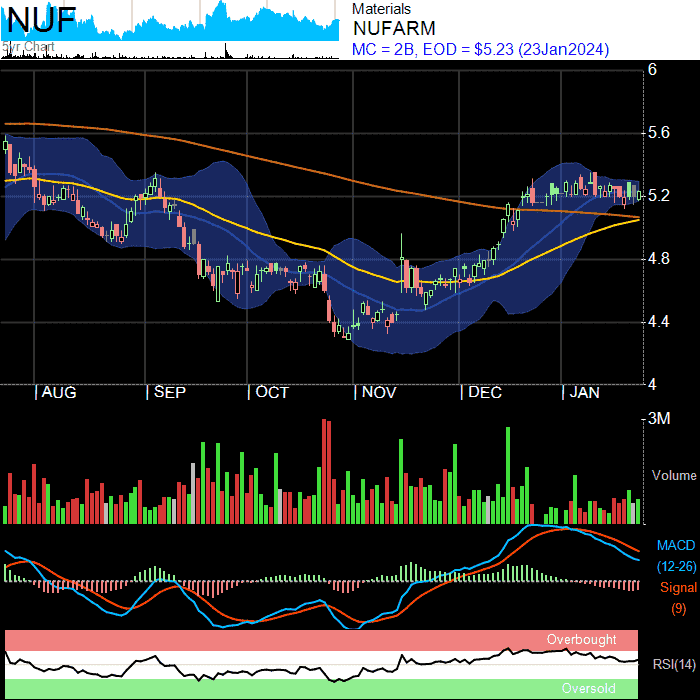 NUF
5yr Chart
Materials
NUFARM
MC = 2B, EOD = $5.23 (23Jan2024)
6
5.6
5.2
4.8
4.4
4
| AUG | SEP | OCT | NOV | DEC | JAN
3M
Volume
MACD
(12-26)
Signal
(9)
Overbought
RSI(14)
Oversold